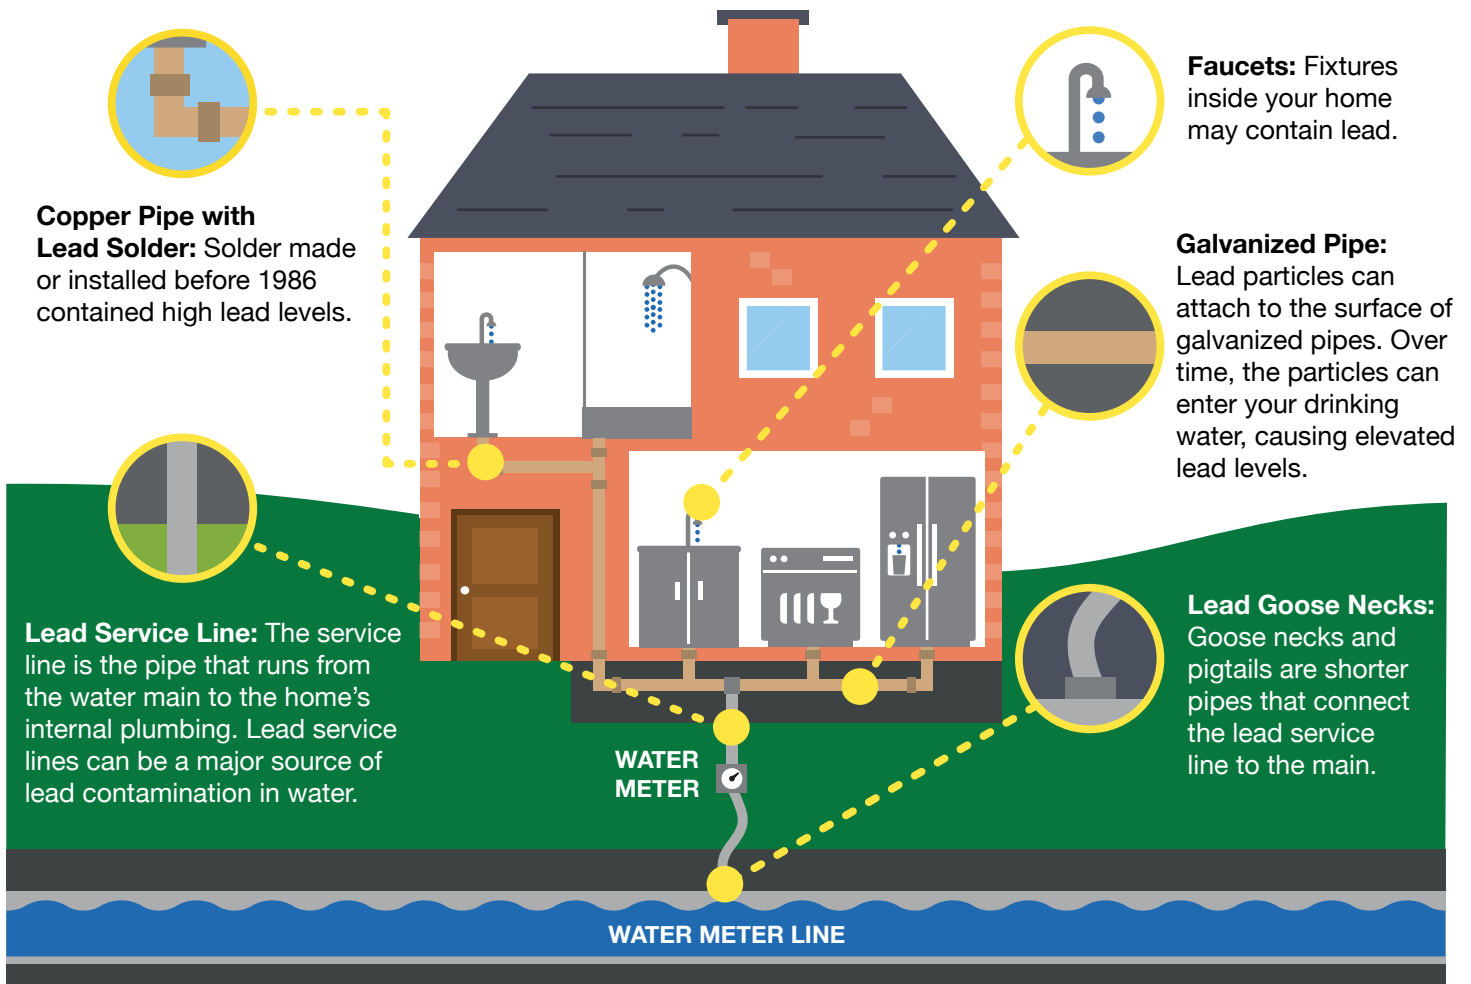 Copper Pipe with
Lead Solder: Solder made
or installed before 1986
contained high lead levels.
Faucets: Fixtures
inside your home
may contain lead.
Galvanized Pipe:
Lead particles can
attach to the surface of
galvanized pipes. Over
time, the particles can
enter your drinking
water, causing elevated
lead levels.
Lead Service Line: The service
line is the pipe that runs from
the water main to the home’s
internal plumbing. Lead service
lines can be a major source of
lead contamination in water.
Lead Goose Necks:
Goose necks and
pigtails are shorter
pipes that connect
the lead service
line to the main.
WATER
METER
WATER METER LINE